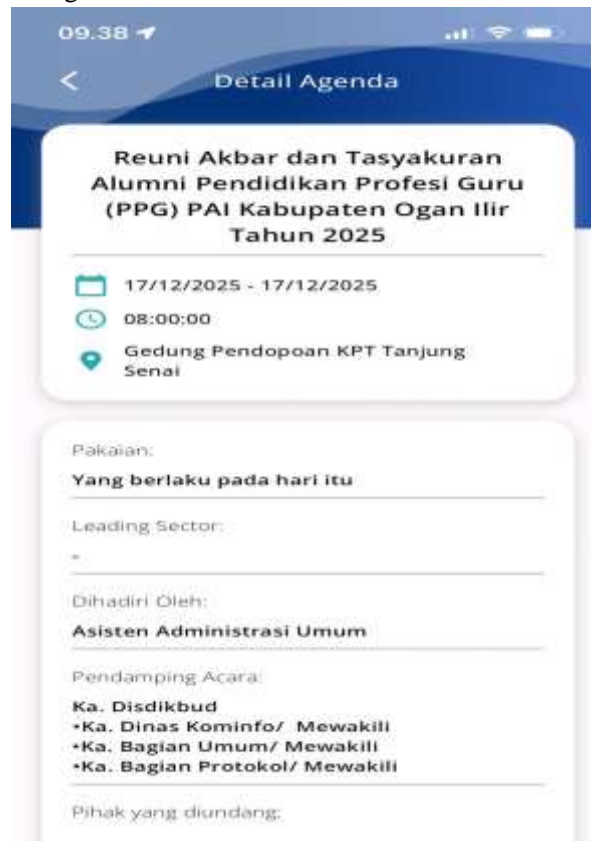 09.38
Detail Agenda
Reuni Akbar dan Tasyakuran
Alumni Pendidikan Profesi Guru
(PPG) PAI Kabupaten Ogan Ilir
Tahun 2025
17/12/2025 - 17/12/2025
08:00:00
Gedung Pendopoan KPT Tanjung
Senai
Pakaian:
Yang berlaku pada hari itu
Leading Sector:
-
Dihadiri Oleh:
Asisten Administrasi Umum
Pendamping Acara:
Ka. Disdikbud
•Ka. Dinas Kominfo/ Mewakili
•Ka. Bagian Umum/ Mewakili
•Ka. Bagian Protokol/ Mewakili
Pihak yang diundang: